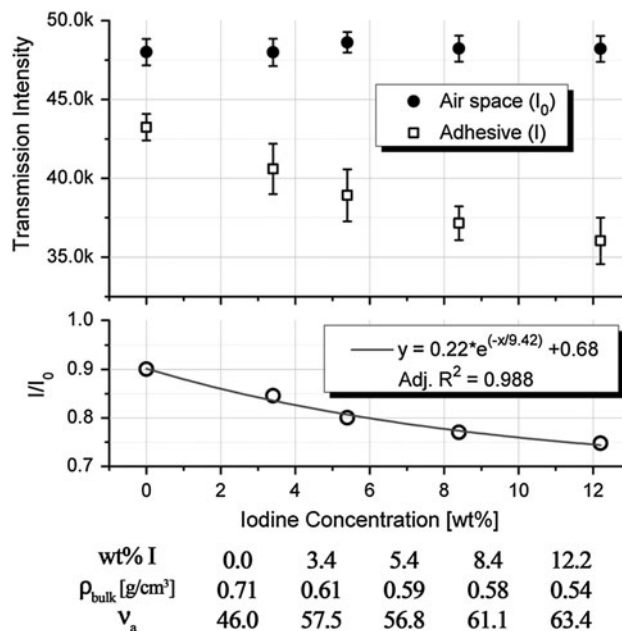 50.0k
45.0k
40.0k
35.0k
Transmission Intensity
Air space (I₀)
Adhesive (I)
1.0
0.9
0.8
0.7
I/I₀
y = 0.22*e^(-x/9.42) +0.68
Adj. R² = 0.988
0 2 4 6 8 10 12
Iodine Concentration [wt%]
wt% I 0.0 3.4 5.4 8.4 12.2
ρbulk [g/cm³] 0.71 0.61 0.59 0.58 0.54
νa 46.0 57.5 56.8 61.1 63.4